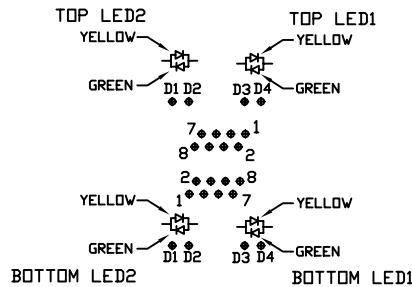 TOP LED2 TOP LED1
YELLOW YELLOW
GREEN GREEN
D1 D2 D3 D4
7 1
8 2
2 8
1 7
YELLOW YELLOW
GREEN GREEN
D1 D2 D3 D4
BOTTOM LED2 BOTTOM LED1